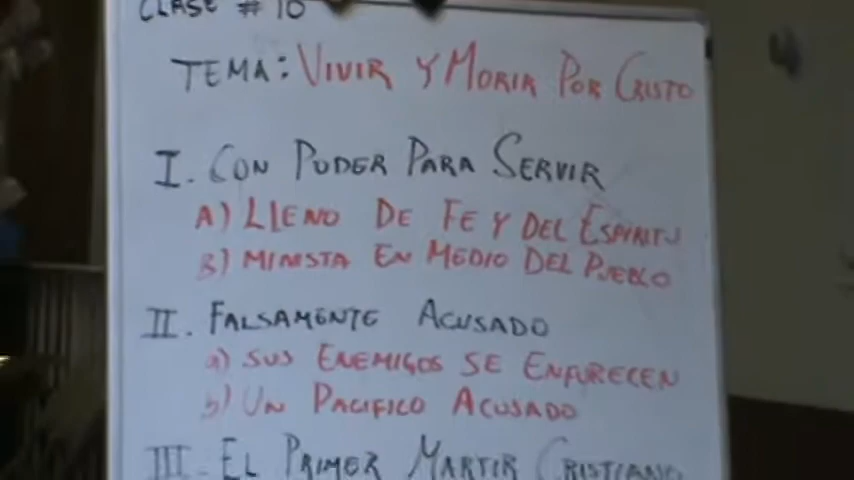 CLASE # 10
TEMA: VIVIR Y MORIR POR CRISTO
I. CON PODER PARA SERVIR
A) LLENO DE FE Y DEL ESPIRITU
B) MINISTA EN MEDIO DEL PUEBLO
II. FALSAMENTE ACUSADO
a) SUS ENEMIGOS SE ENFURECEN
b) UN PACIFICO ACUSADO
III. EL PRIMER MARTIR CRISTIANO